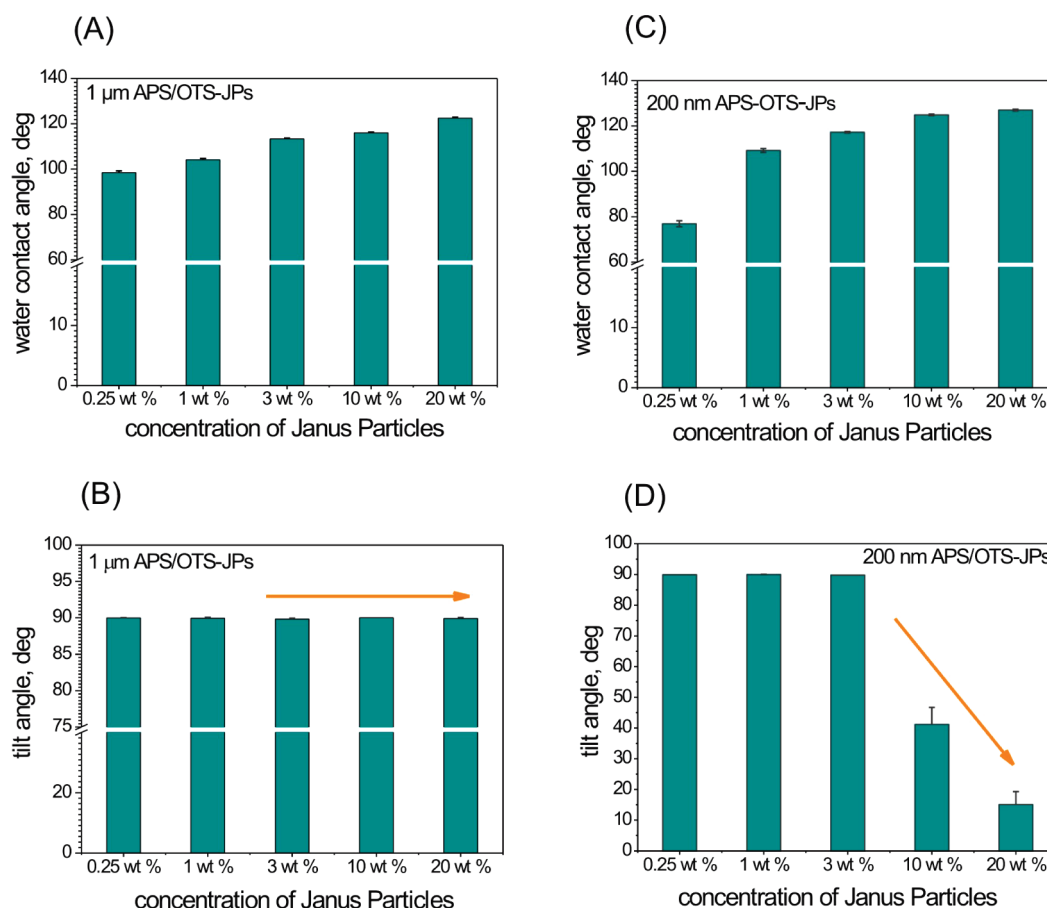 (A)
1 µm APS/OTS-JPs
water contact angle, deg
140
120
100
80
60
10
0
0.25 wt %
1 wt %
3 wt %
10 wt %
20 wt %
concentration of Janus Particles
(C)
200 nm APS-OTS-JPs
water contact angle, deg
140
120
100
80
60
10
0
0.25 wt %
1 wt %
3 wt %
10 wt %
20 wt %
concentration of Janus Particles
(B)
1 µm APS/OTS-JPs
tilt angle, deg
100
95
90
85
80
75
20
0
0.25 wt %
1 wt %
3 wt %
10 wt %
20 wt %
concentration of Janus Particles
(D)
200 nm APS/OTS-JPs
tilt angle, deg
100
90
80
70
60
50
40
30
20
10
0
0.25 wt %
1 wt %
3 wt %
10 wt %
20 wt %
concentration of Janus Particles